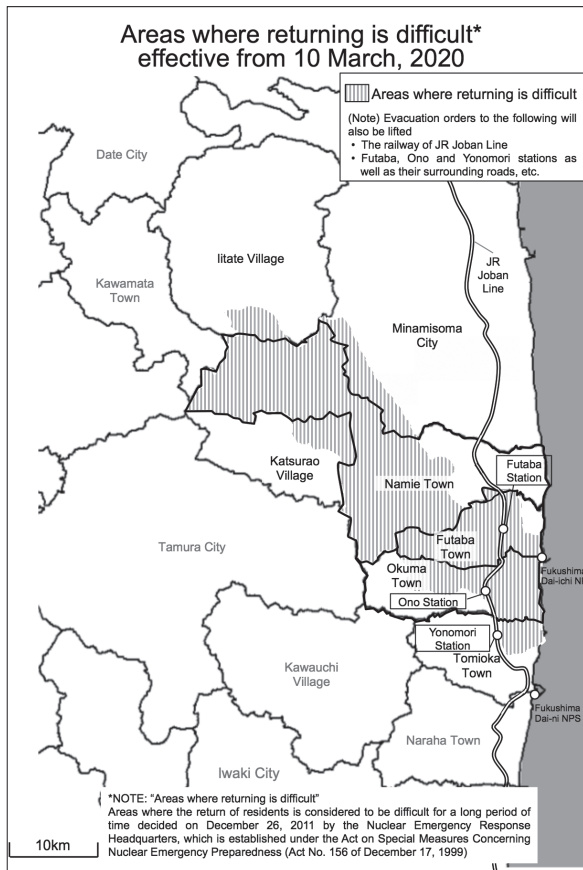 Areas where returning is difficult*
effective from 10 March, 2020
Areas where returning is difficult
(Note) Evacuation orders to the following will
also be lifted
• The railway of JR Joban Line
• Futaba, Ono and Yonomori stations as
well as their surrounding roads, etc.
Date City
Iitate Village
JR
Joban
Line
Kawamata
Town
Minamisoma
City
Katsurao
Village
Namie Town
Futaba
Station
Tamura City
Futaba
Town
Okuma
Town
Fukushima
Dai-ichi
Ono Station
Yonomori
Station
Tomioka
Town
Kawauchi
Village
Fukushima
Dai-ni NPS
Naraha Town
Iwaki City
*NOTE: “Areas where returning is difficult”
Areas where the return of residents is considered to be difficult for a long period of
time decided on December 26, 2011 by the Nuclear Emergency Response
Headquarters, which is established under the Act on Special Measures Concerning
Nuclear Emergency Preparedness (Act No. 156 of December 17, 1999)
10km